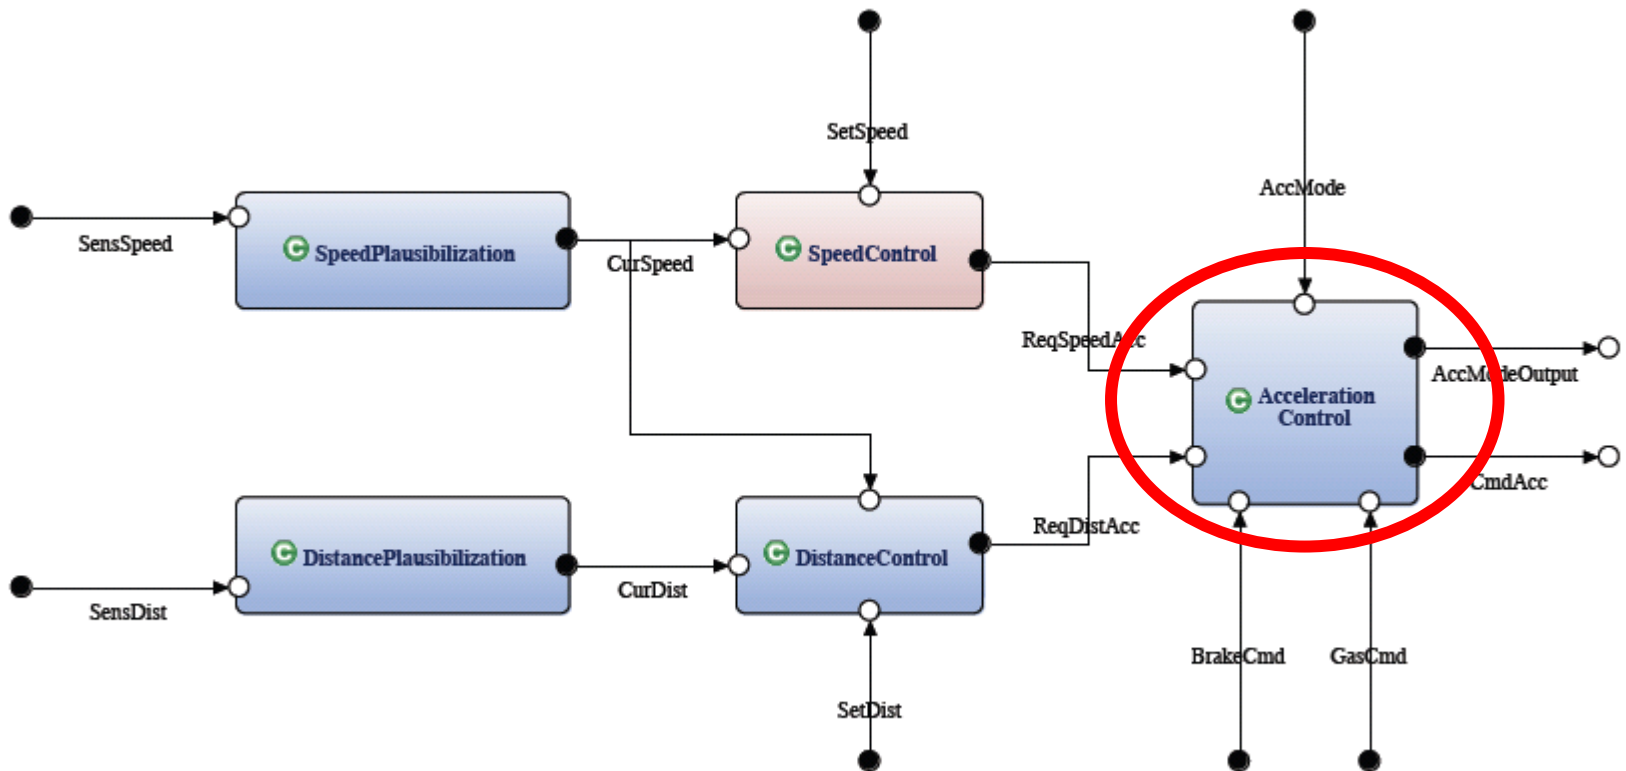 SetSpeed
AccMode
SensSpeed
C SpeedPlausibilization
CurSpeed
C SpeedControl
ReqSpeedAcc
AccModeOutput
C Acceleration
Control
CmdAcc
ReqDistAcc
C DistancePlausibilization
C DistanceControl
CurDist
SensDist
BrakeCmd
GasCmd
SetDist